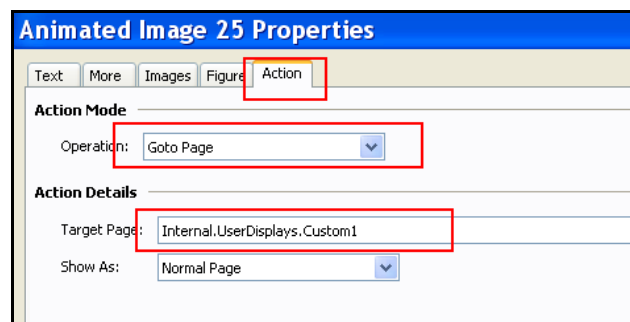 Animated Image 25 Properties
Text More Images Figure Action
Action Mode
Operation: Goto Page
Action Details
Target Page: Internal.UserDisplays.Custom1
Show As: Normal Page